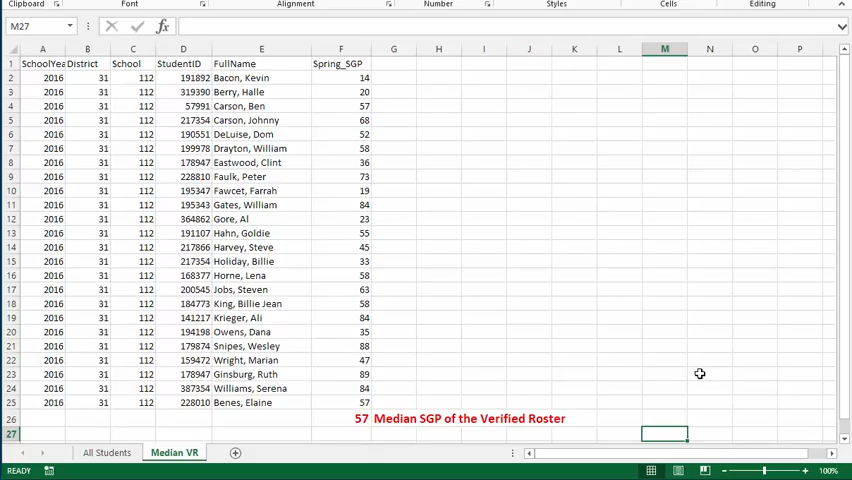 Clipboard Font Alignment Number Styles Cells Editing
M27 fx
A B C D E F G H I J K L M N O P
1 SchoolYea District School StudentID FullName Spring_SGP
2 2016 31 112 191892 Bacon, Kevin 14
3 2016 31 112 319390 Berry, Halle 20
4 2016 31 112 57991 Carson, Ben 57
5 2016 31 112 217354 Carson, Johnny 68
6 2016 31 112 190551 DeLuise, Dom 52
7 2016 31 112 199978 Drayton, William 58
8 2016 31 112 178947 Eastwood, Clint 36
9 2016 31 112 228810 Faulk, Peter 73
10 2016 31 112 195347 Fawcet, Farrah 19
11 2016 31 112 195343 Gates, William 84
12 2016 31 112 364862 Gore, Al 23
13 2016 31 112 191107 Hahn, Goldie 55
14 2016 31 112 217866 Harvey, Steve 45
15 2016 31 112 217354 Holiday, Billie 33
16 2016 31 112 168377 Horne, Lena 58
17 2016 31 112 200545 Jobs, Steven 63
18 2016 31 112 184773 King, Billie Jean 58
19 2016 31 112 141217 Krieger, Ali 84
20 2016 31 112 194198 Owens, Dana 35
21 2016 31 112 179874 Snipes, Wesley 88
22 2016 31 112 159472 Wright, Marian 47
23 2016 31 112 178947 Ginsburg, Ruth 89
24 2016 31 112 387354 Williams, Serena 84
25 2016 31 112 228010 Benes, Elaine 57
26 57 Median SGP of the Verified Roster
27
All Students Median VR
READY 100%